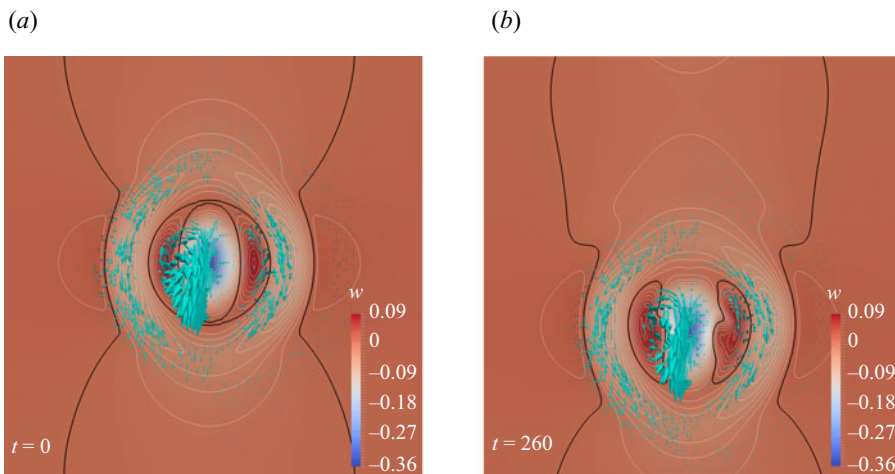 (a)
(b)
w
0.09
0
–0.09
–0.18
–0.27
–0.36
t = 0
w
0.09
0
–0.09
–0.18
–0.27
–0.36
t = 260